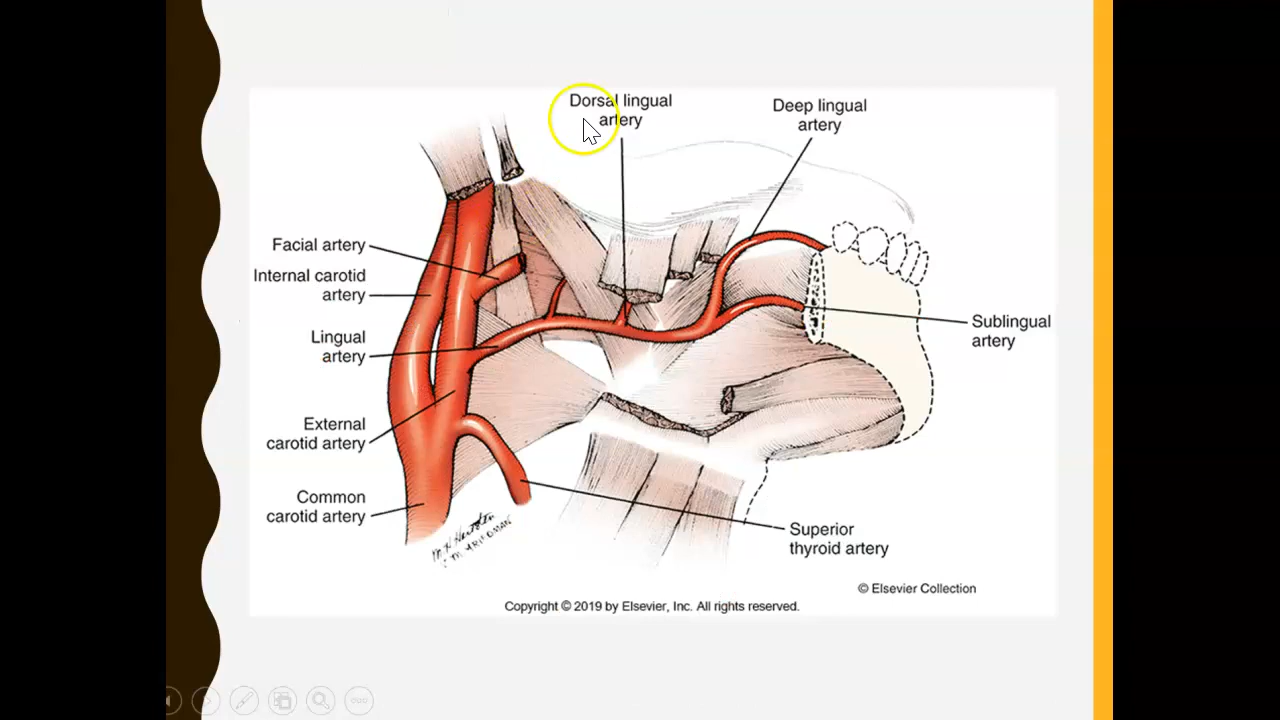 Dorsal lingual
artery
Deep lingual
artery
Facial artery
Internal carotid
artery
Lingual
artery
Sublingual
artery
External
carotid artery
Common
carotid artery
Superior
thyroid artery
© Elsevier Collection
Copyright © 2019 by Elsevier, Inc. All rights reserved.